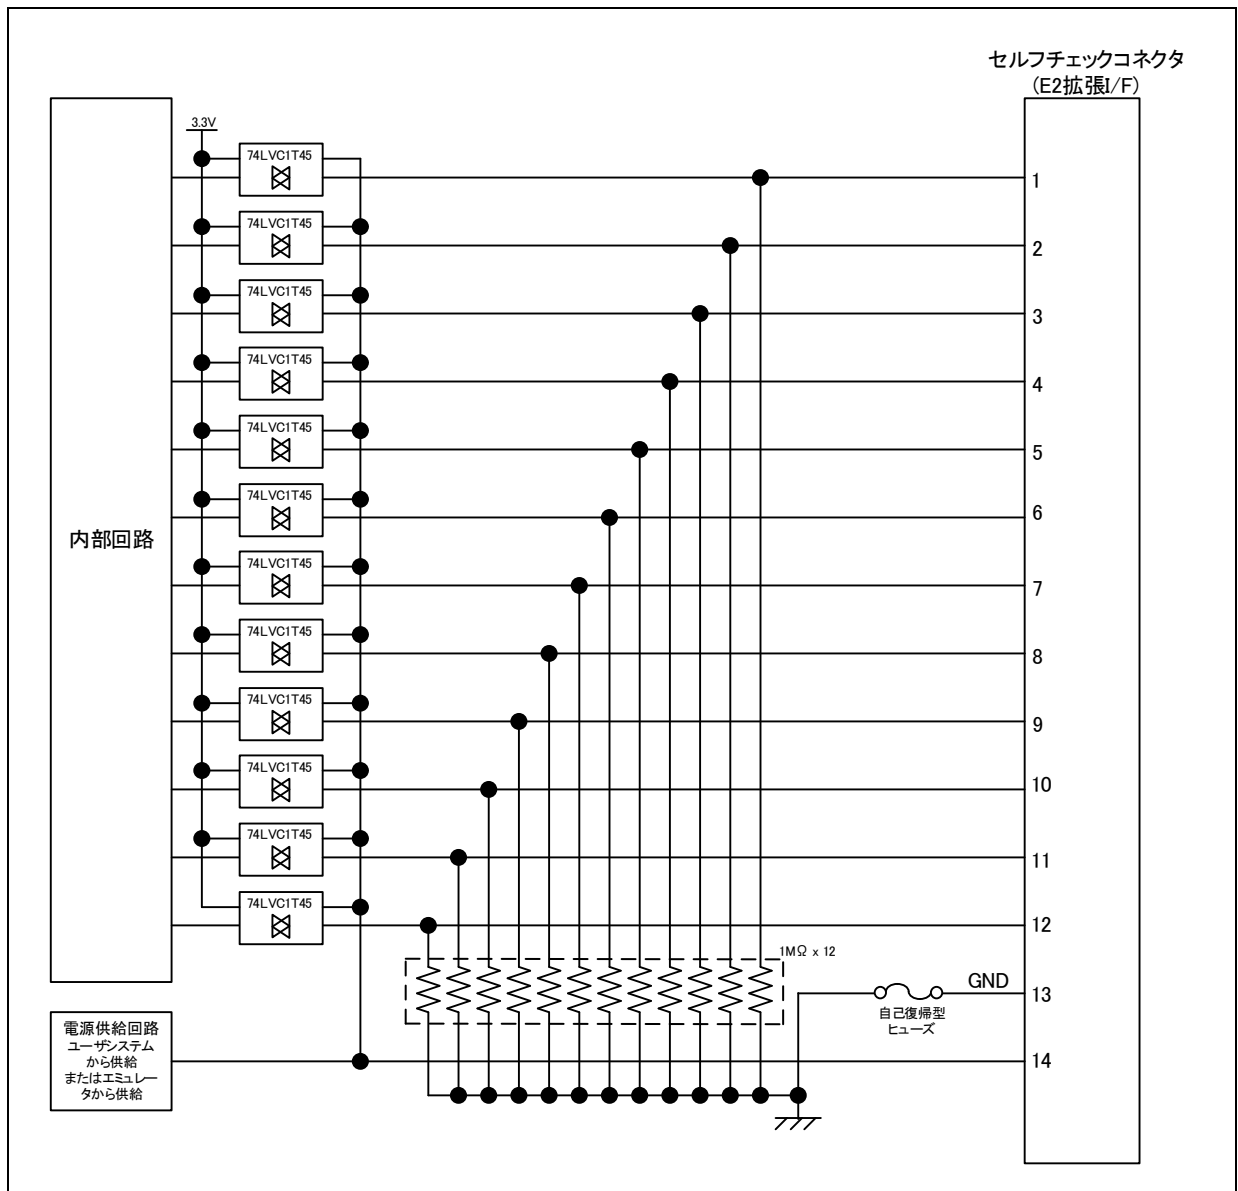 セルフチェックコネクタ
(E2拡張I/F)
3.3V
74LVC1T45
1
74LVC1T45
2
74LVC1T45
3
74LVC1T45
4
74LVC1T45
5
74LVC1T45
6
内部回路
74LVC1T45
7
74LVC1T45
8
74LVC1T45
9
74LVC1T45
10
74LVC1T45
11
74LVC1T45
12
1MΩ x 12
GND
13
自己復帰型
ヒューズ
電源供給回路
ユーザシステム
から供給
またはエミュレー
タから供給
14